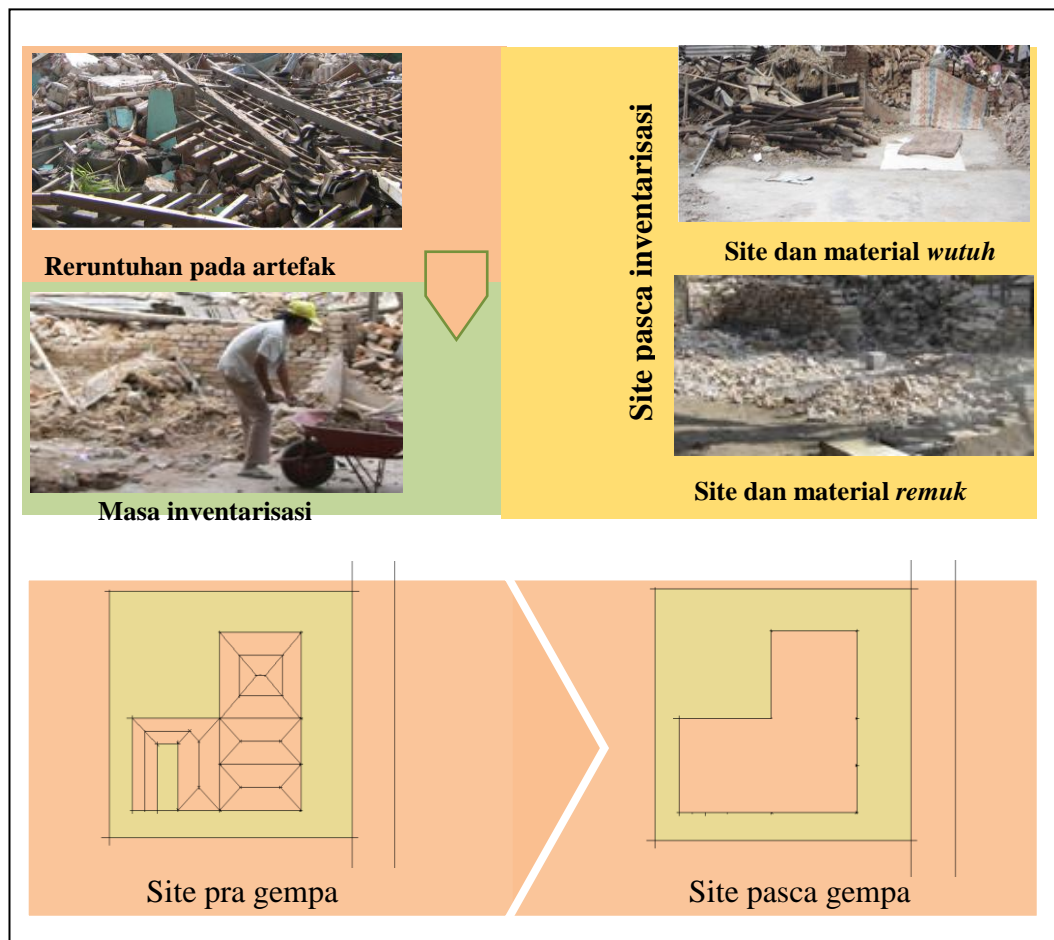 Reruntuhan pada artefak
Masa inventarisasi
Site pasca inventarisasi
Site dan material wutuh
Site dan material remuk
Site pra gempa
Site pasca gempa